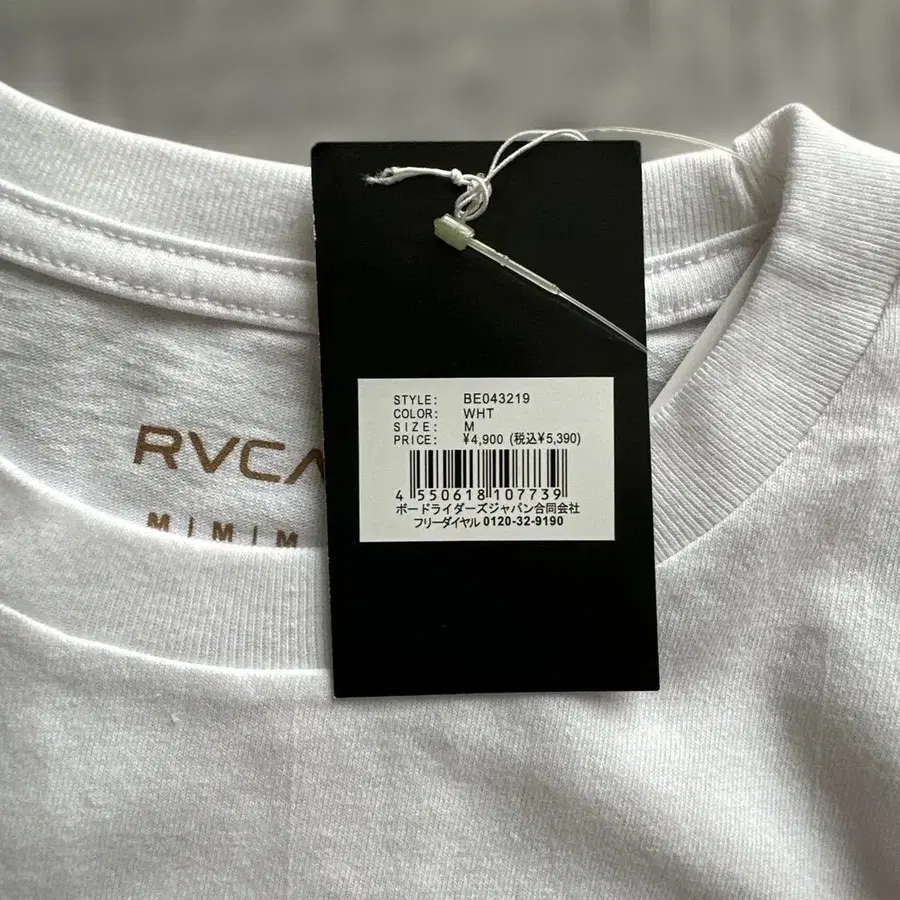 RVCA
M | M | M
STYLE: BE043219
COLOR: WHT
SIZE: M
PRICE: ¥4,900 (税込¥5,390)
4 550618 107739
ボードライダーズジャパン合同会社
フリーダイヤル 0120-32-9190